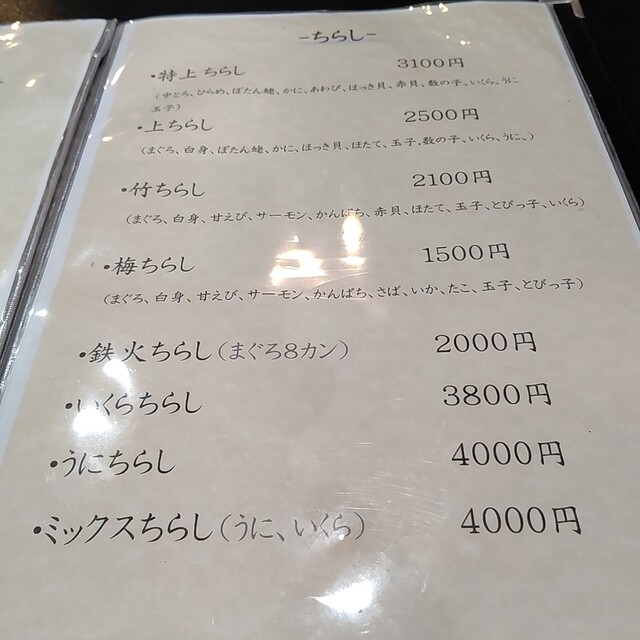 -ちらし-
・特上ちらし 3100円
(中とろ、ひらめ、ぼたん蛯、かに、あわび、ほっき貝、赤貝、数の子、いくら、うに
玉子)
・上ちらし 2500円
(まぐろ、白身、ぼたん蛯、かに、ほっき貝、ほたて、玉子,数の子、いくら、うに、)
・竹ちらし 2100円
(まぐろ、白身、甘えび、サーモン、かんぱち、赤貝、ほたて、玉子、とびっ子、いくら)
・梅ちらし 1500円
(まぐろ、白身、甘えび、サーモン、かんぱち、さば、いか、たこ、玉子、とびっ子)
・鉄火ちらし(まぐろ8カン) 2000円
・いくらちらし 3800円
・うにちらし 4000円
・ミックスちらし(うに、いくら) 4000円